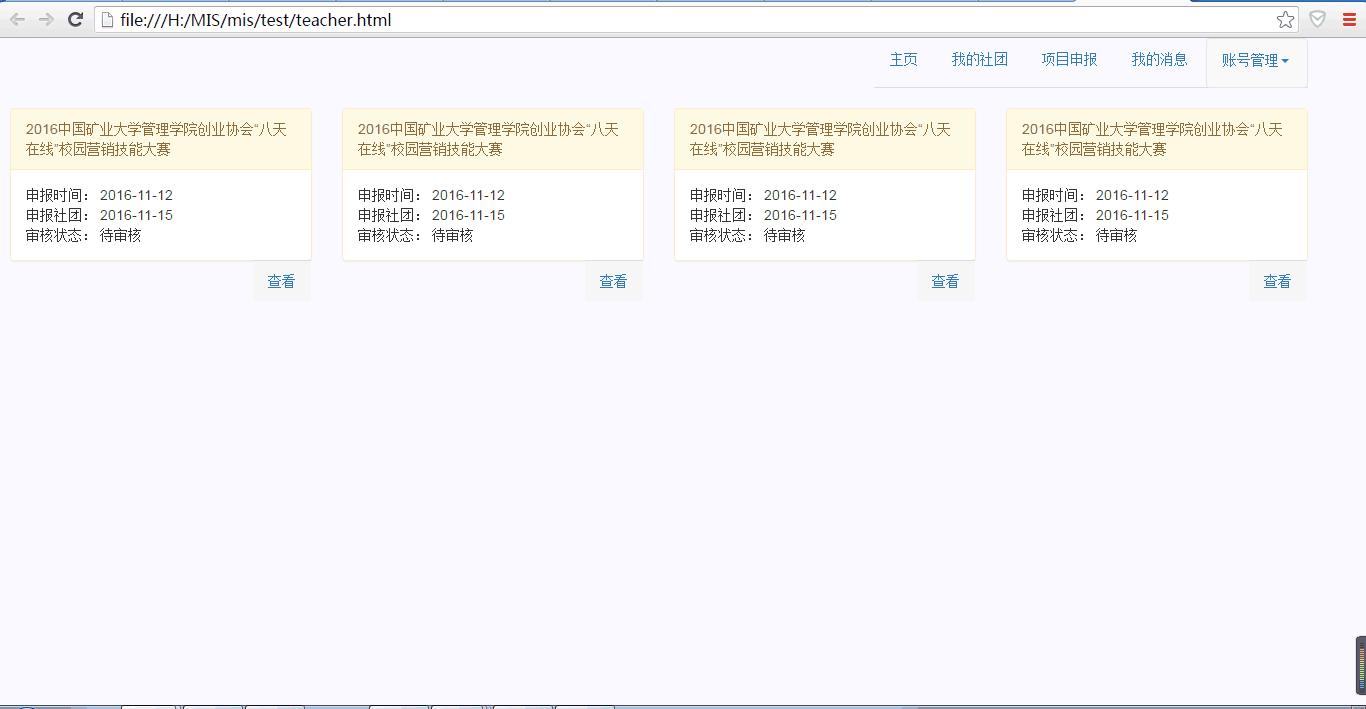 file:///H:/MIS/mis/test/teacher.html
主页 我的社团 项目申报 我的消息 账号管理
2016中国矿业大学管理学院创业协会“八天
在线”校园营销技能大赛
申报时间： 2016-11-12
申报社团： 2016-11-15
审核状态： 待审核
查看
2016中国矿业大学管理学院创业协会“八天
在线”校园营销技能大赛
申报时间： 2016-11-12
申报社团： 2016-11-15
审核状态： 待审核
查看
2016中国矿业大学管理学院创业协会“八天
在线”校园营销技能大赛
申报时间： 2016-11-12
申报社团： 2016-11-15
审核状态： 待审核
查看
2016中国矿业大学管理学院创业协会“八天
在线”校园营销技能大赛
申报时间： 2016-11-12
申报社团： 2016-11-15
审核状态： 待审核
查看